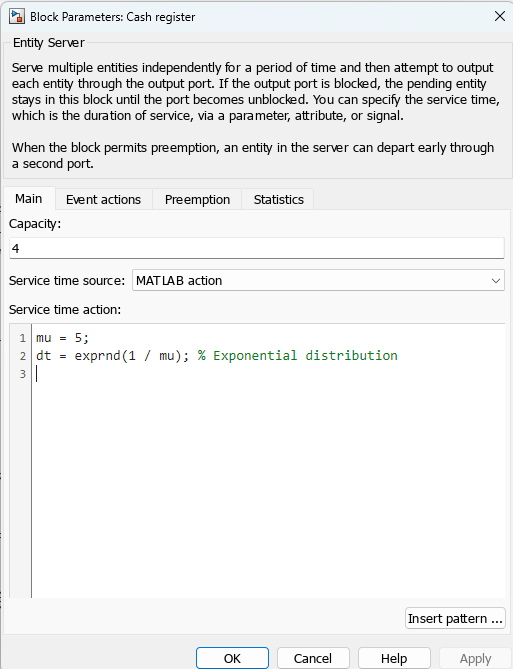 Block Parameters: Cash register
Entity Server
Serve multiple entities independently for a period of time and then attempt to output
each entity through the output port. If the output port is blocked, the pending entity
stays in this block until the port becomes unblocked. You can specify the service time,
which is the duration of service, via a parameter, attribute, or signal.
When the block permits preemption, an entity in the server can depart early through
a second port.
Main Event actions Preemption Statistics
Capacity:
4
Service time source: MATLAB action
Service time action:
1 mu = 5;
2 dt = exprnd(1 / mu); % Exponential distribution
3
Insert pattern ...
OK Cancel Help Apply